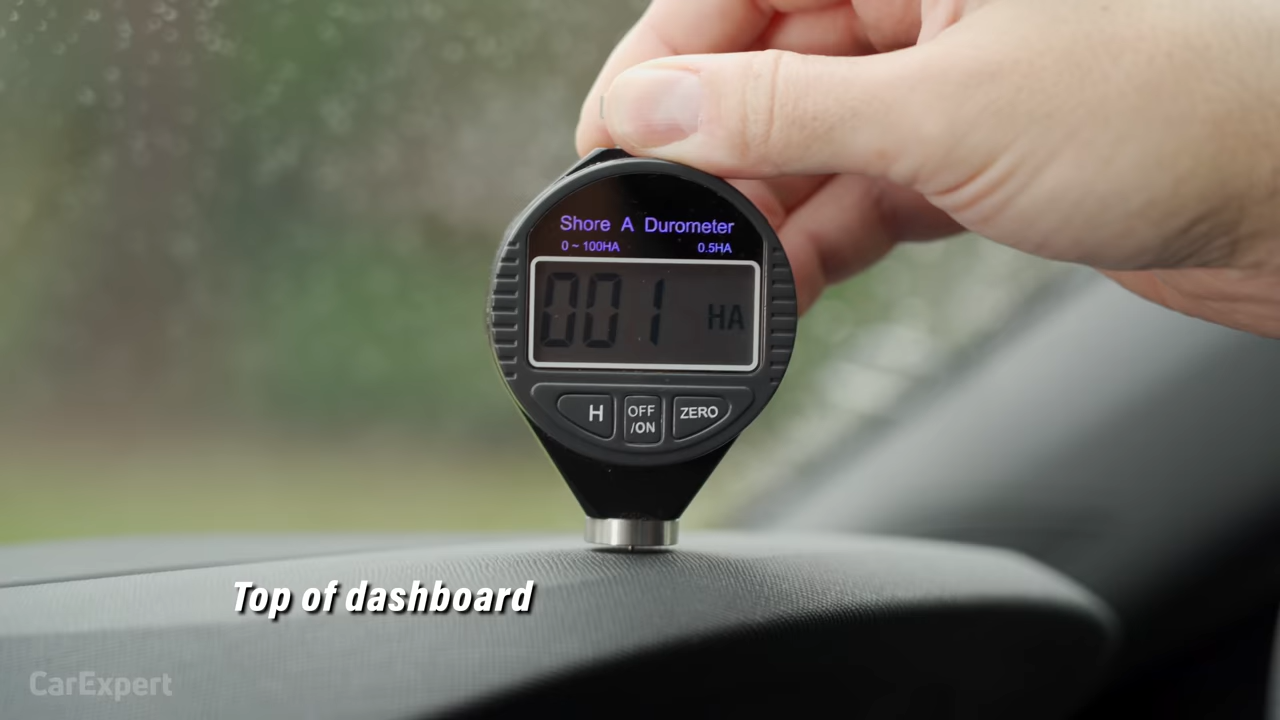 Shore A Durometer
0 ~ 100HA 0.5HA
001 HA
H OFF /ON ZERO
Top of dashboard
CarExpert